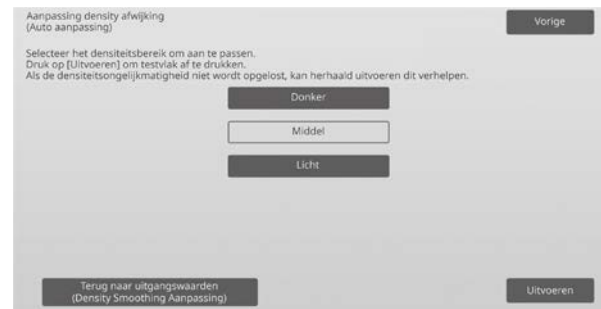 Aanpassing density afwijking
(Auto aanpassing)
Vorige
Selecteer het densiteitsbereik om aan te passen.
Druk op [Uitvoeren] om testvlak af te drukken.
Als de densiteitsongelijkmatigheid niet wordt opgelost, kan herhaald uitvoeren dit verhelpen.
Donker
Middel
Licht
Terug naar uitgangswaarden
(Density Smoothing Aanpassing)
Uitvoeren